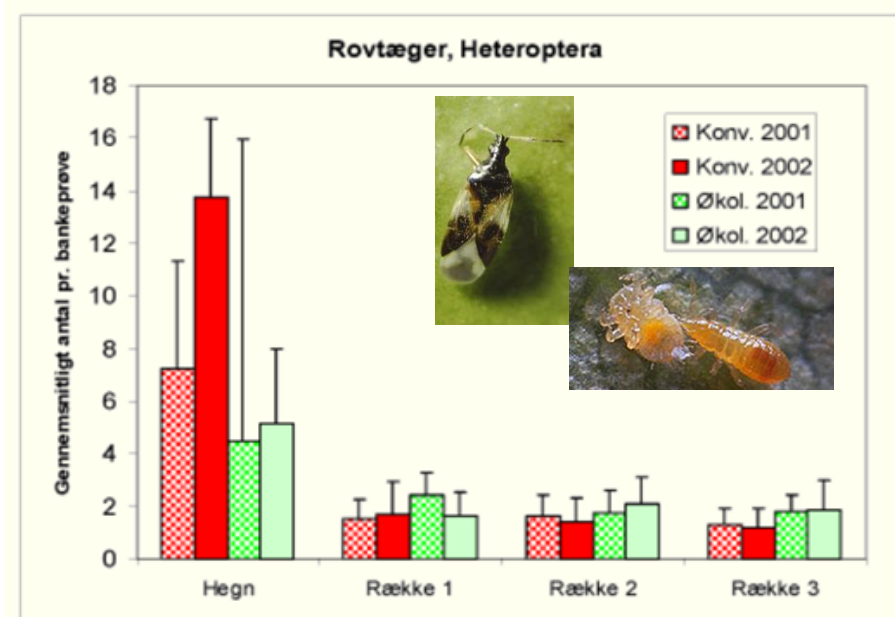 Rovtæger, Heteroptera
Gennemsnitligt antal pr. bankeprøve
18
16
14
12
10
8
6
4
2
0
Konv. 2001
Konv. 2002
Økol. 2001
Økol. 2002
Hegn
Række 1
Række 2
Række 3